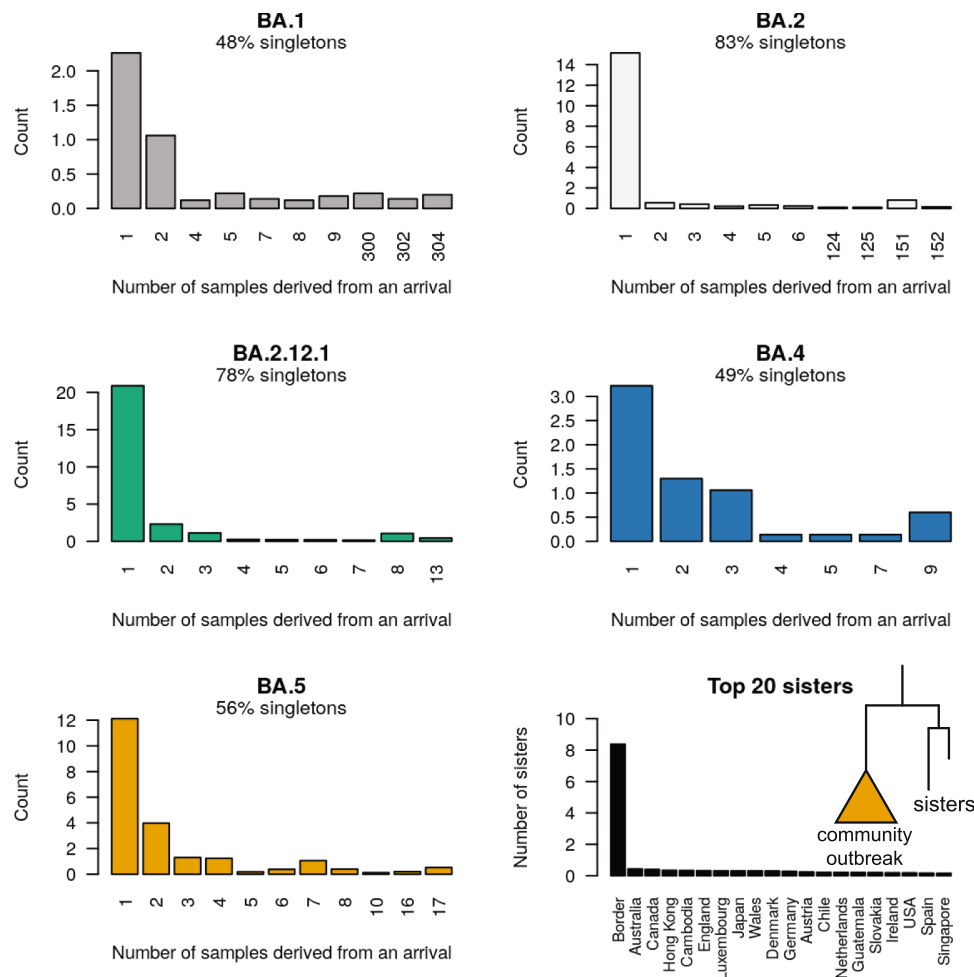 BA.1
48% singletons
Count
2.0
1.5
1.0
0.5
0.0
1 2 4 5 7 8 9 300 302 304
Number of samples derived from an arrival
BA.2
83% singletons
Count
14
12
10
8
6
4
2
0
1 2 3 4 5 6 124 125 151 152
Number of samples derived from an arrival
BA.2.12.1
78% singletons
Count
20
15
10
5
0
1 2 3 4 5 6 7 8 13
Number of samples derived from an arrival
BA.4
49% singletons
Count
3.0
2.5
2.0
1.5
1.0
0.5
0.0
1 2 3 4 5 7 9
Number of samples derived from an arrival
BA.5
56% singletons
Count
12
10
8
6
4
2
0
1 2 3 4 5 6 7 8 10 16 17
Number of samples derived from an arrival
Top 20 sisters
Number of sisters
10
8
6
4
2
0
sisters
community
outbreak
Border
Australia
Canada
Hong Kong
Cambodia
England
Luxembourg
Japan
Wales
Denmark
Germany
Austria
Chile
Netherlands
Guatemala
Slovakia
Ireland
USA
Spain
Singapore